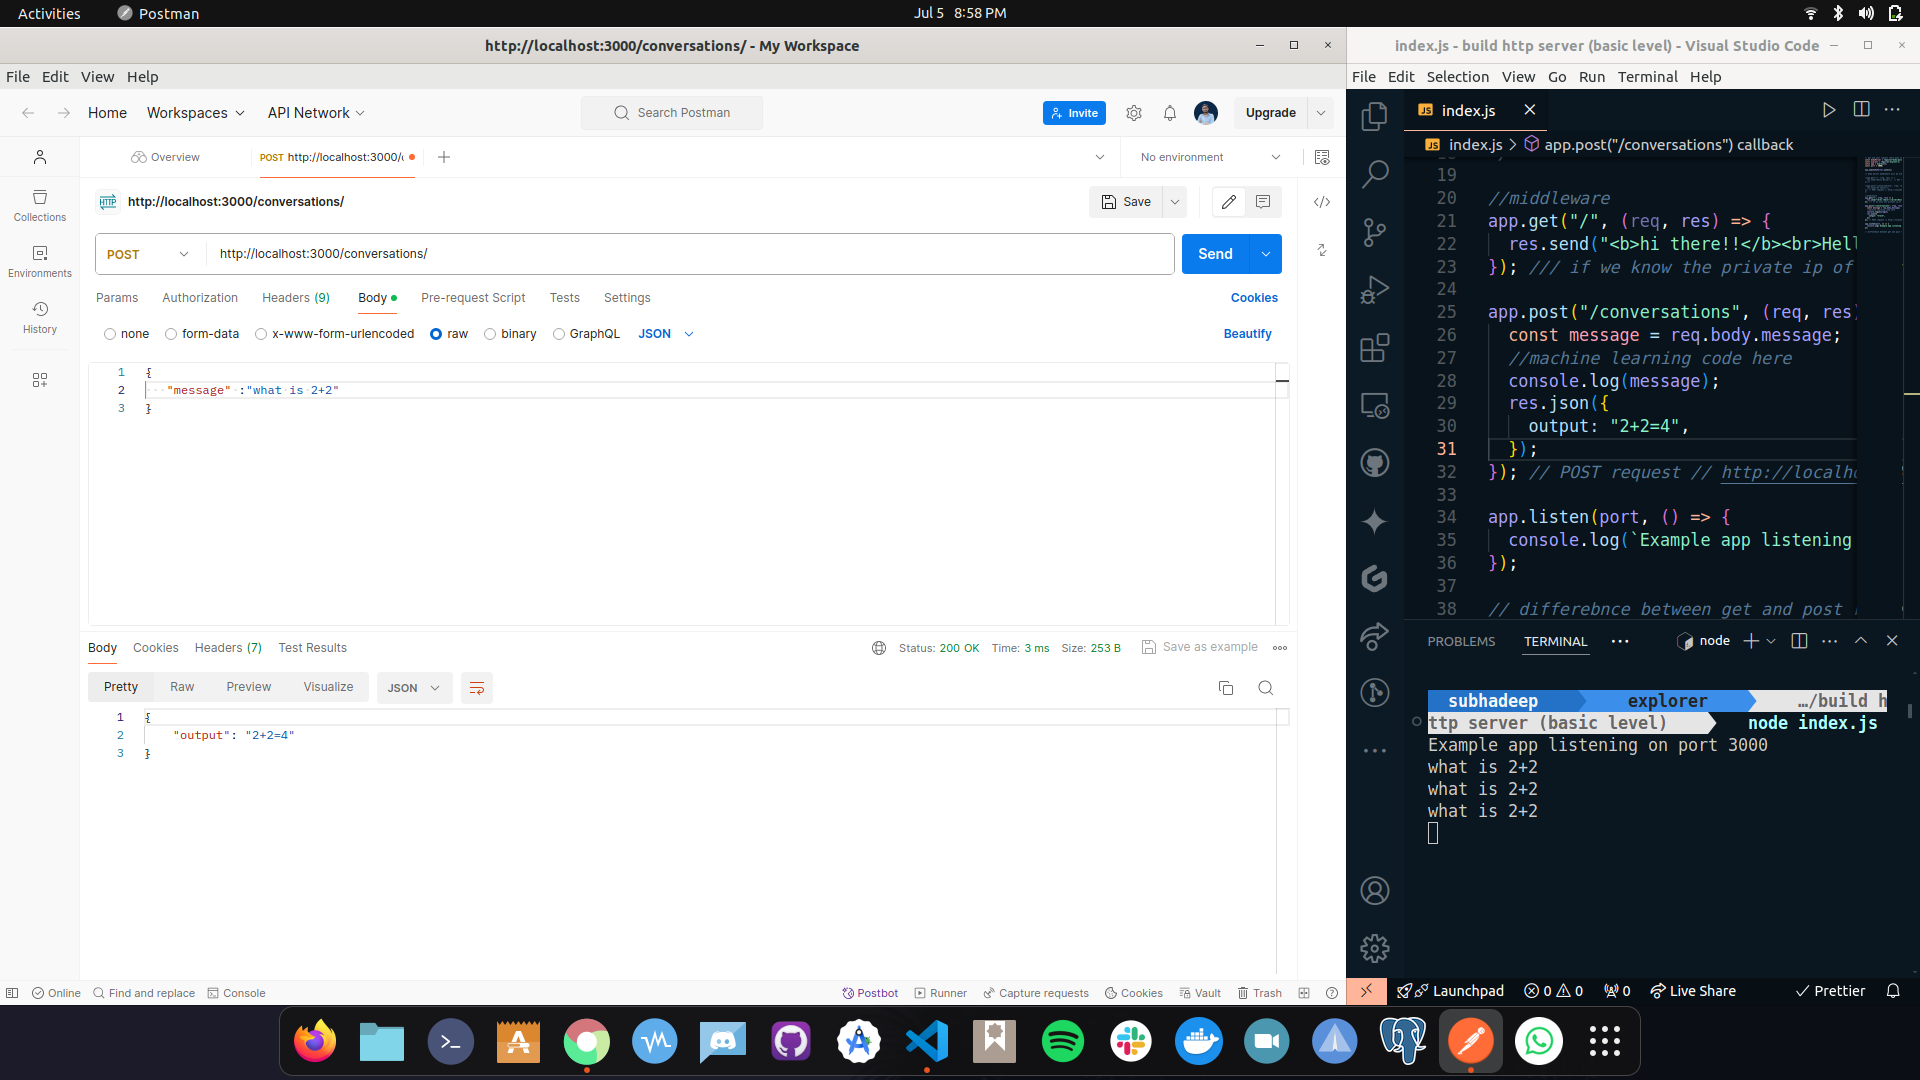 Activities
Postman
Jul 5 8:58 PM
http://localhost:3000/conversations/ - My Workspace
File Edit View Help
Home
Workspaces
API Network
Search Postman
Invite
Upgrade
Overview
POST http://localhost:3000/
No environment
Collections
Environments
History
HTTP
http://localhost:3000/conversations/
Save
</>
POST
http://localhost:3000/conversations/
Send
Params
Authorization
Headers (9)
Body
Pre-request Script
Tests
Settings
Cookies
none
form-data
x-www-form-urlencoded
raw
binary
GraphQL
JSON
Beautify
1 {
2 "message" :"what is 2+2"
3 }
Body
Cookies
Headers (7)
Test Results
Status: 200 OK
Time: 3 ms
Size: 253 B
Save as example
Pretty
Raw
Preview
Visualize
JSON
1 {
2 "output": "2+2=4"
3 }
Online
Find and replace
Console
Postbot
Runner
Capture requests
Cookies
Vault
Trash
index.js - build http server (basic level) - Visual Studio Code
File Edit Selection View Go Run Terminal Help
JS index.js
JS index.js > app.post("/conversations") callback
19
20 //middleware
21 app.get("/", (req, res) => {
22 res.send("<b>hi there!!</b><br>Hell
23 }); /// if we know the private ip of
24
25 app.post("/conversations", (req, res)
26 const message = req.body.message;
27 //machine learning code here
28 console.log(message);
29 res.json({
30 output: "2+2=4",
31 });
32 }); // POST request // http://localho
33
34 app.listen(port, () => {
35 console.log(`Example app listening
36 });
37
38 // differebnce between get and post
PROBLEMS
TERMINAL
node
subhadeep explorer …/build h
ttp server (basic level) node index.js
Example app listening on port 3000
what is 2+2
what is 2+2
what is 2+2
Launchpad
0
0
0
Live Share
Prettier